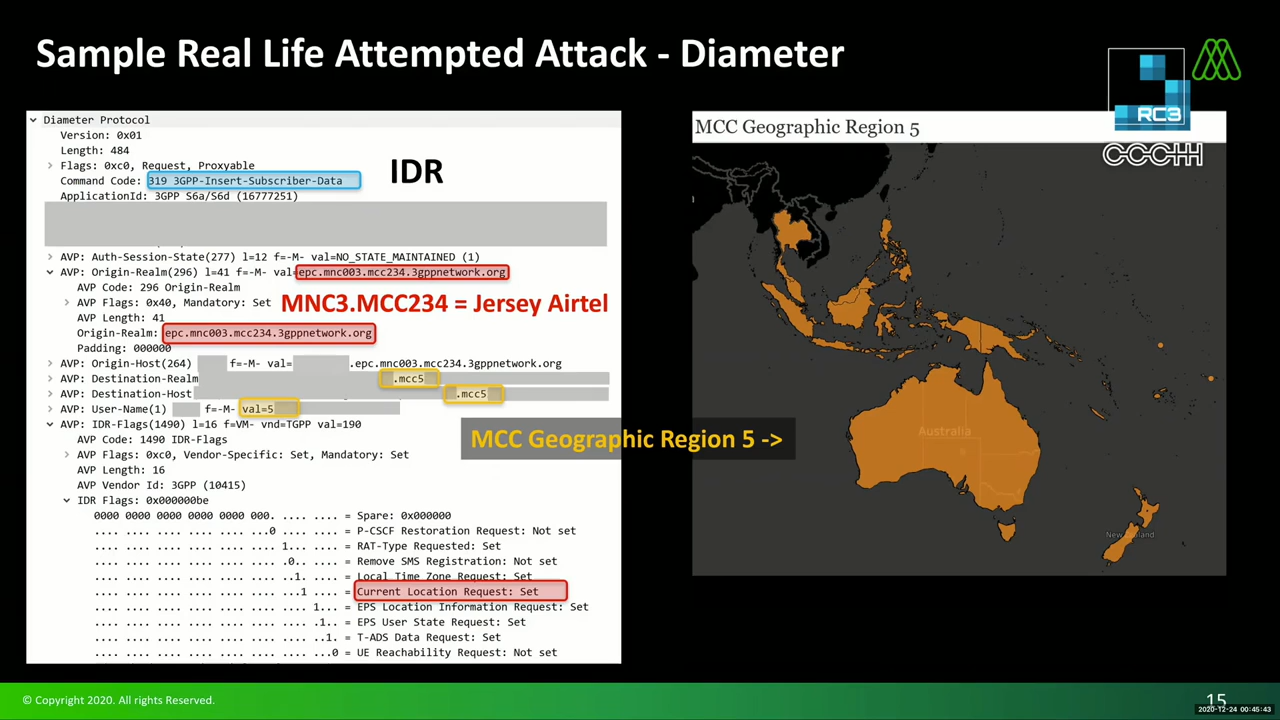 Sample Real Life Attempted Attack - Diameter
RC3
CCCHH
Diameter Protocol
Version: 0x01
Length: 484
Flags: 0xc0, Request, Proxyable
Command Code: 319 3GPP-Insert-Subscriber-Data
IDR
ApplicationId: 3GPP S6a/S6d (16777251)
AVP: Auth-Session-State(277) l=12 f=-M- val=NO_STATE_MAINTAINED (1)
AVP: Origin-Realm(296) l=41 f=-M- val=epc.mnc003.mcc234.3gppnetwork.org
AVP Code: 296 Origin-Realm
AVP Flags: 0x40, Mandatory: Set
MNC3.MCC234 = Jersey Airtel
AVP Length: 41
Origin-Realm: epc.mnc003.mcc234.3gppnetwork.org
Padding: 000000
AVP: Origin-Host(264) f=-M- val= .epc.mnc003.mcc234.3gppnetwork.org
AVP: Destination-Realm .mcc5
AVP: Destination-Host .mcc5
AVP: User-Name(1) f=-M- val=5
AVP: IDR-Flags(1490) l=16 f=VM- vnd=TGPP val=190
AVP Code: 1490 IDR-Flags
AVP Flags: 0xc0, Vendor-Specific: Set, Mandatory: Set
AVP Length: 16
AVP Vendor Id: 3GPP (10415)
IDR Flags: 0x000000be
0000 0000 0000 0000 0000 000. .... .... = Spare: 0x000000
.... .... .... .... .... ...0 .... .... = P-CSCF Restoration Request: Not set
.... .... .... .... .... .... 1... .... = RAT-Type Requested: Set
.... .... .... .... .... .... .0.. .... = Remove SMS Registration: Not set
.... .... .... .... .... .... ..1. .... = Local Time Zone Request: Set
.... .... .... .... .... .... ...1 .... = Current Location Request: Set
.... .... .... .... .... .... .... 1... = EPS Location Information Request: Set
.... .... .... .... .... .... .... .1.. = EPS User State Request: Set
.... .... .... .... .... .... .... ..1. = T-ADS Data Request: Set
.... .... .... .... .... .... .... ...0 = UE Reachability Request: Not set
MCC Geographic Region 5 ->
MCC Geographic Region 5
Australia
New Zealand
© Copyright 2020. All rights Reserved.
15
2020-12-24 00:45:43